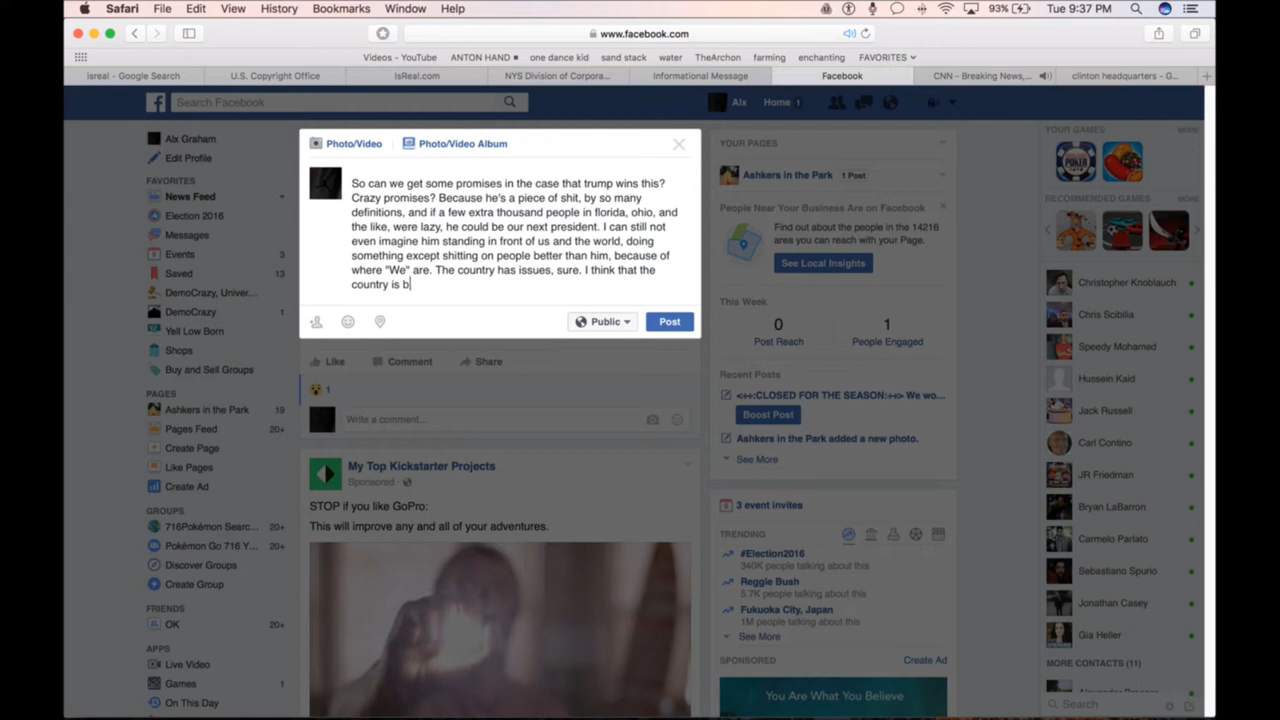 Safari File Edit View History Bookmarks Window Help 93% Tue 9:37 PM
www.facebook.com
Videos - YouTube ANTON HAND one dance kid sand stack water TheArchon farming enchanting FAVORITES
isreal - Google Search U.S. Copyright Office IsReal.com NYS Division of Corpora... Informational Message Facebook CNN - Breaking News,... clinton headquarters - G...
Search Facebook Alx Home 1
Alx Graham
Edit Profile
FAVORITES
News Feed
Election 2016
Messages
Events 3
Saved 13
DemoCrazy, Univer...
DemoCrazy 1
Yell Low Born
Shops
Buy and Sell Groups
PAGES
Ashkers in the Park 19
Pages Feed 20+
Create Page
Like Pages
Create Ad
GROUPS
716Pokémon Searc... 20+
Pokémon Go 716 Y... 20+
Discover Groups
Create Group
FRIENDS
OK 20+
APPS
Live Video
Games 1
On This Day
Photo/Video Photo/Video Album
So can we get some promises in the case that trump wins this?
Crazy promises? Because he's a piece of shit, by so many
definitions, and if a few extra thousand people in florida, ohio, and
the like, were lazy, he could be our next president. I can still not
even imagine him standing in front of us and the world, doing
something except shitting on people better than him, because of
where "We" are. The country has issues, sure. I think that the
country is b
Public Post
Like Comment Share
1
Write a comment...
My Top Kickstarter Projects
Sponsored
STOP if you like GoPro:
This will improve any and all of your adventures.
YOUR PAGES
Ashkers in the Park 1 Post
People Near Your Business Are on Facebook
Find out about the people in the 14216
area you can reach with your Page.
See Local Insights
This Week
0 1
Post Reach People Engaged
Recent Posts
<++:CLOSED FOR THE SEASON:++> We wo...
Boost Post
Ashkers in the Park added a new photo.
See More
3 event invites
TRENDING
#Election2016
340K people talking about this
Reggie Bush
5.7K people talking about this
Fukuoka City, Japan
1M people talking about this
See More
SPONSORED Create Ad
You Are What You Believe
YOUR GAMES MORE
POKER
RECOMMENDED GAMES MORE
Christopher Knoblauch
Chris Scibilia
Speedy Mohamed
Hussein Kaid
Jack Russell
Carl Contino
JR Friedman
Bryan LaBarron
Carmelo Parlato
Sebastiano Spurio
Jonathan Casey
Gia Heller
MORE CONTACTS (11)
Search